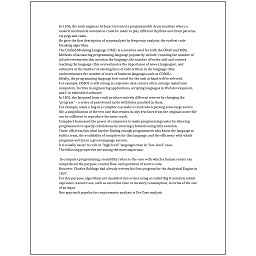 In 1206, the Arab engineer Al-Jazari invented a programmable drum machine where a
musical mechanical automaton could be made to play different rhythms and drum patterns,
via pegs and cams.
He gave the first description of cryptanalysis by frequency analysis, the earliest code-
breaking algorithm.
The Unified Modeling Language (UML) is a notation used for both the OOAD and MDA.
Methods of measuring programming language popularity include: counting the number of
job advertisements that mention the language, the number of books sold and courses
teaching the language (this overestimates the importance of newer languages), and
estimates of the number of existing lines of code written in the language (this
underestimates the number of users of business languages such as COBOL).
However, the programming language best suited for the task at hand will be selected.
For example, COBOL is still strong in corporate data centers often on large mainframe
computers, Fortran in engineering applications, scripting languages in Web development,
and C in embedded software.
In 1801, the Jacquard loom could produce entirely different weaves by changing the
"program" – a series of pasteboard cards with holes punched in them.
For example, when a bug in a compiler can make it crash when parsing some large source
file, a simplification of the test case that results in only few lines from the original source file
can be sufficient to reproduce the same crash.
Compilers harnessed the power of computers to make programming easier by allowing
programmers to specify calculations by entering a formula using infix notation.
Trade-offs from this ideal involve finding enough programmers who know the language to
build a team, the availability of compilers for that language, and the efficiency with which
programs written in a given language execute.
It is usually easier to code in "high-level" languages than in "low-level" ones.
The following properties are among the most important:
In computer programming, readability refers to the ease with which a human reader can
comprehend the purpose, control flow, and operation of source code.
However, Charles Babbage had already written his first program for the Analytical Engine in
1837.
For this purpose, algorithms are classified into orders using so-called Big O notation, which
expresses resource use, such as execution time or memory consumption, in terms of the size
of an input.
One approach popular for requirements analysis is Use Case analysis.